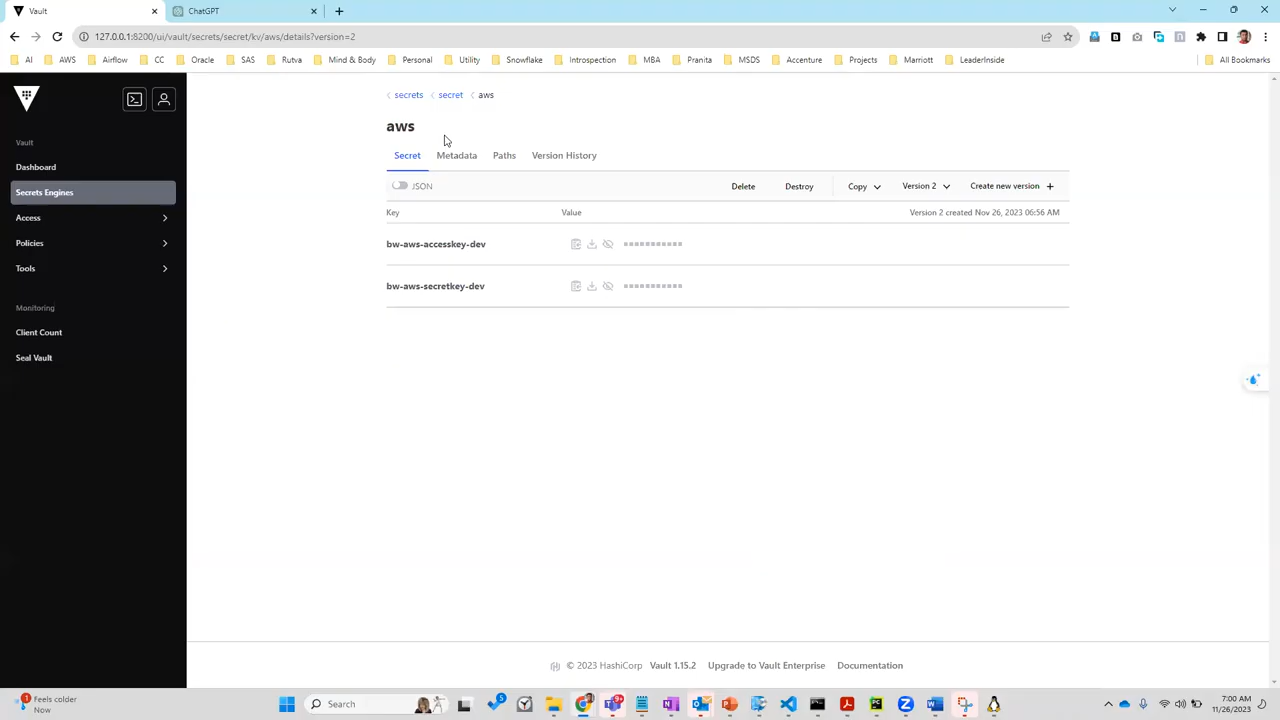 Vault
ChatGPT
127.0.0.1:8200/ui/vault/secrets/secret/kv/aws/details?version=2
AI AWS Airflow CC Oracle SAS Rutva Mind & Body Personal Utility Snowflake Introspection MBA Pranita MSDS Accenture Projects Marriott LeaderInside All Bookmarks
secrets secret aws
aws
Secret Metadata Paths Version History
JSON Delete Destroy Copy Version 2 Create new version +
Key Value Version 2 created Nov 26, 2023 06:56 AM
bw-aws-accesskey-dev
bw-aws-secretkey-dev
Vault
Dashboard
Secrets Engines
Access
Policies
Tools
Monitoring
Client Count
Seal Vault
© 2023 HashiCorp Vault 1.15.2 Upgrade to Vault Enterprise Documentation
1
Feels colder
Now
Search
5
9+
7:00 AM
11/26/2023